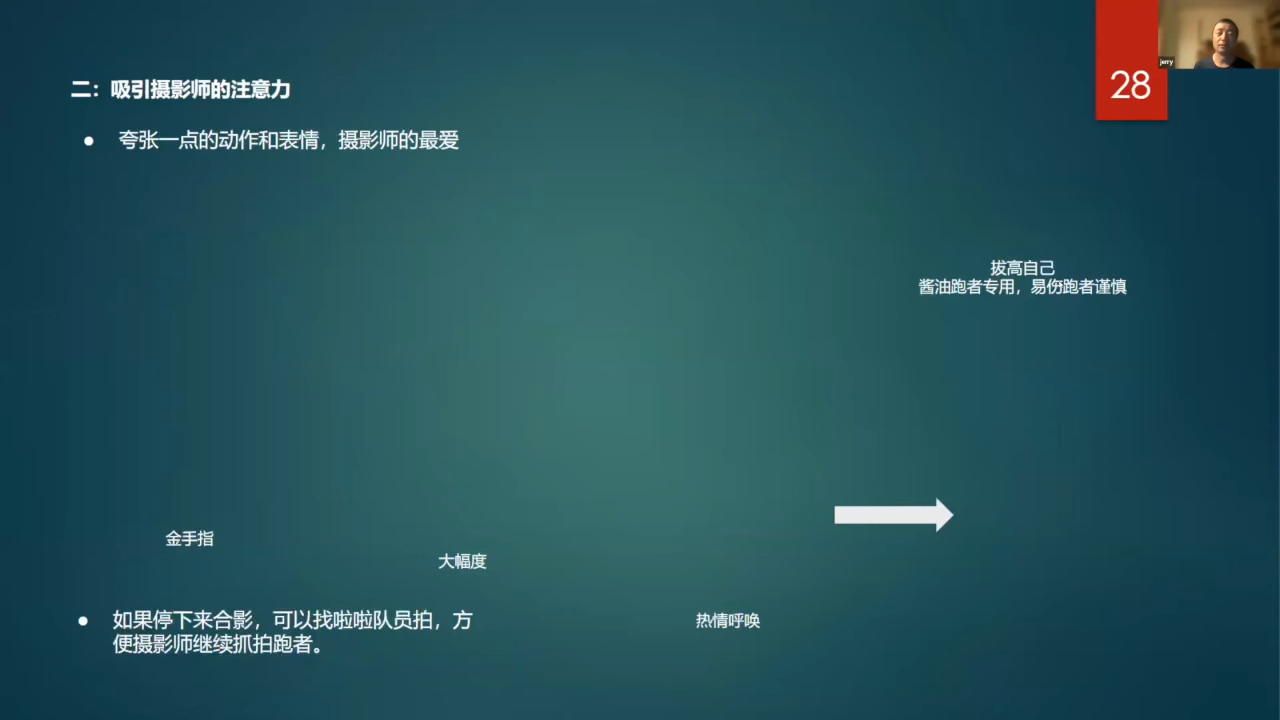 二：吸引摄影师的注意力
28
jerry
夸张一点的动作和表情，摄影师的最爱
拔高自己
酱油跑者专用，易伤跑者谨慎
金手指
大幅度
如果停下来合影，可以找啦啦队员拍，方
便摄影师继续抓拍跑者。
热情呼唤